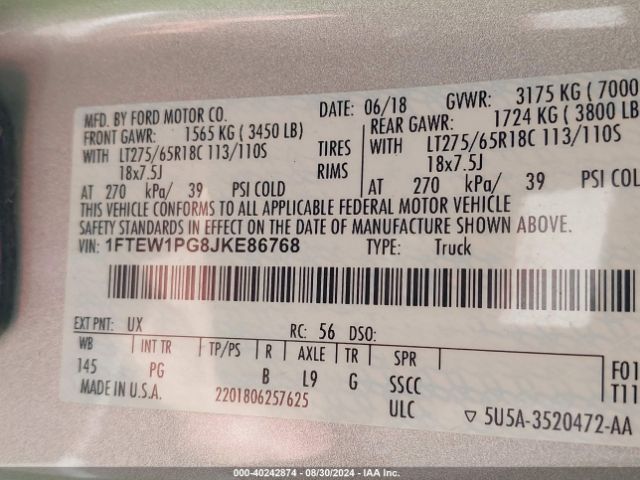 MFD. BY FORD MOTOR CO. DATE: 06/18 GVWR: 3175 KG ( 7000
FRONT GAWR: 1565 KG ( 3450 LB) REAR GAWR: 1724 KG ( 3800 LB
WITH LT275/65R18C 113/110S TIRES WITH LT275/65R18C 113/110S
18x7.5J RIMS 18x7.5J
AT 270 kPa/ 39 PSI COLD AT 270 kPa/ 39 PSI COL
THIS VEHICLE CONFORMS TO ALL APPLICABLE FEDERAL MOTOR VEHICLE
SAFETY STANDARDS IN EFFECT ON THE DATE OF MANUFACTURE SHOWN ABOVE.
VIN: 1FTEW1PG8JKE86768 TYPE: Truck
EXT PNT: UX RC: 56 DSO:
WB INT TR TP/PS R AXLE TR SPR F01
145 PG B L9 G SSCC T11
MADE IN U.S.A. 2201806257625 ULC ▽ 5U5A-3520472-AA
000-40242874 | 08/30/2024 - IAA Inc.